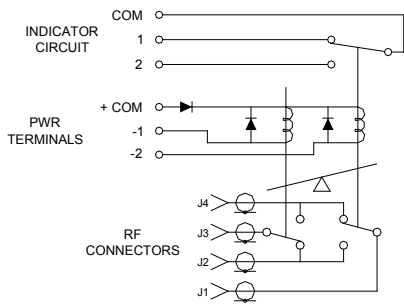 COM
INDICATOR
CIRCUIT
1
2
+ COM
PWR
TERMINALS
-1
-2
J4
RF
CONNECTORS
J3
J2
J1